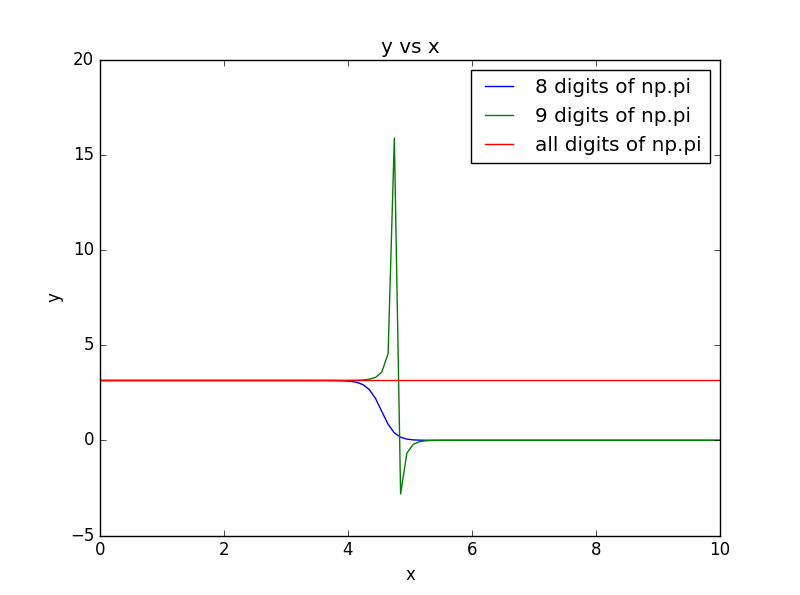 y vs x
20
15
10
5
0
−5
y
8 digits of np.pi
9 digits of np.pi
all digits of np.pi
0 2 4 6 8 10
x